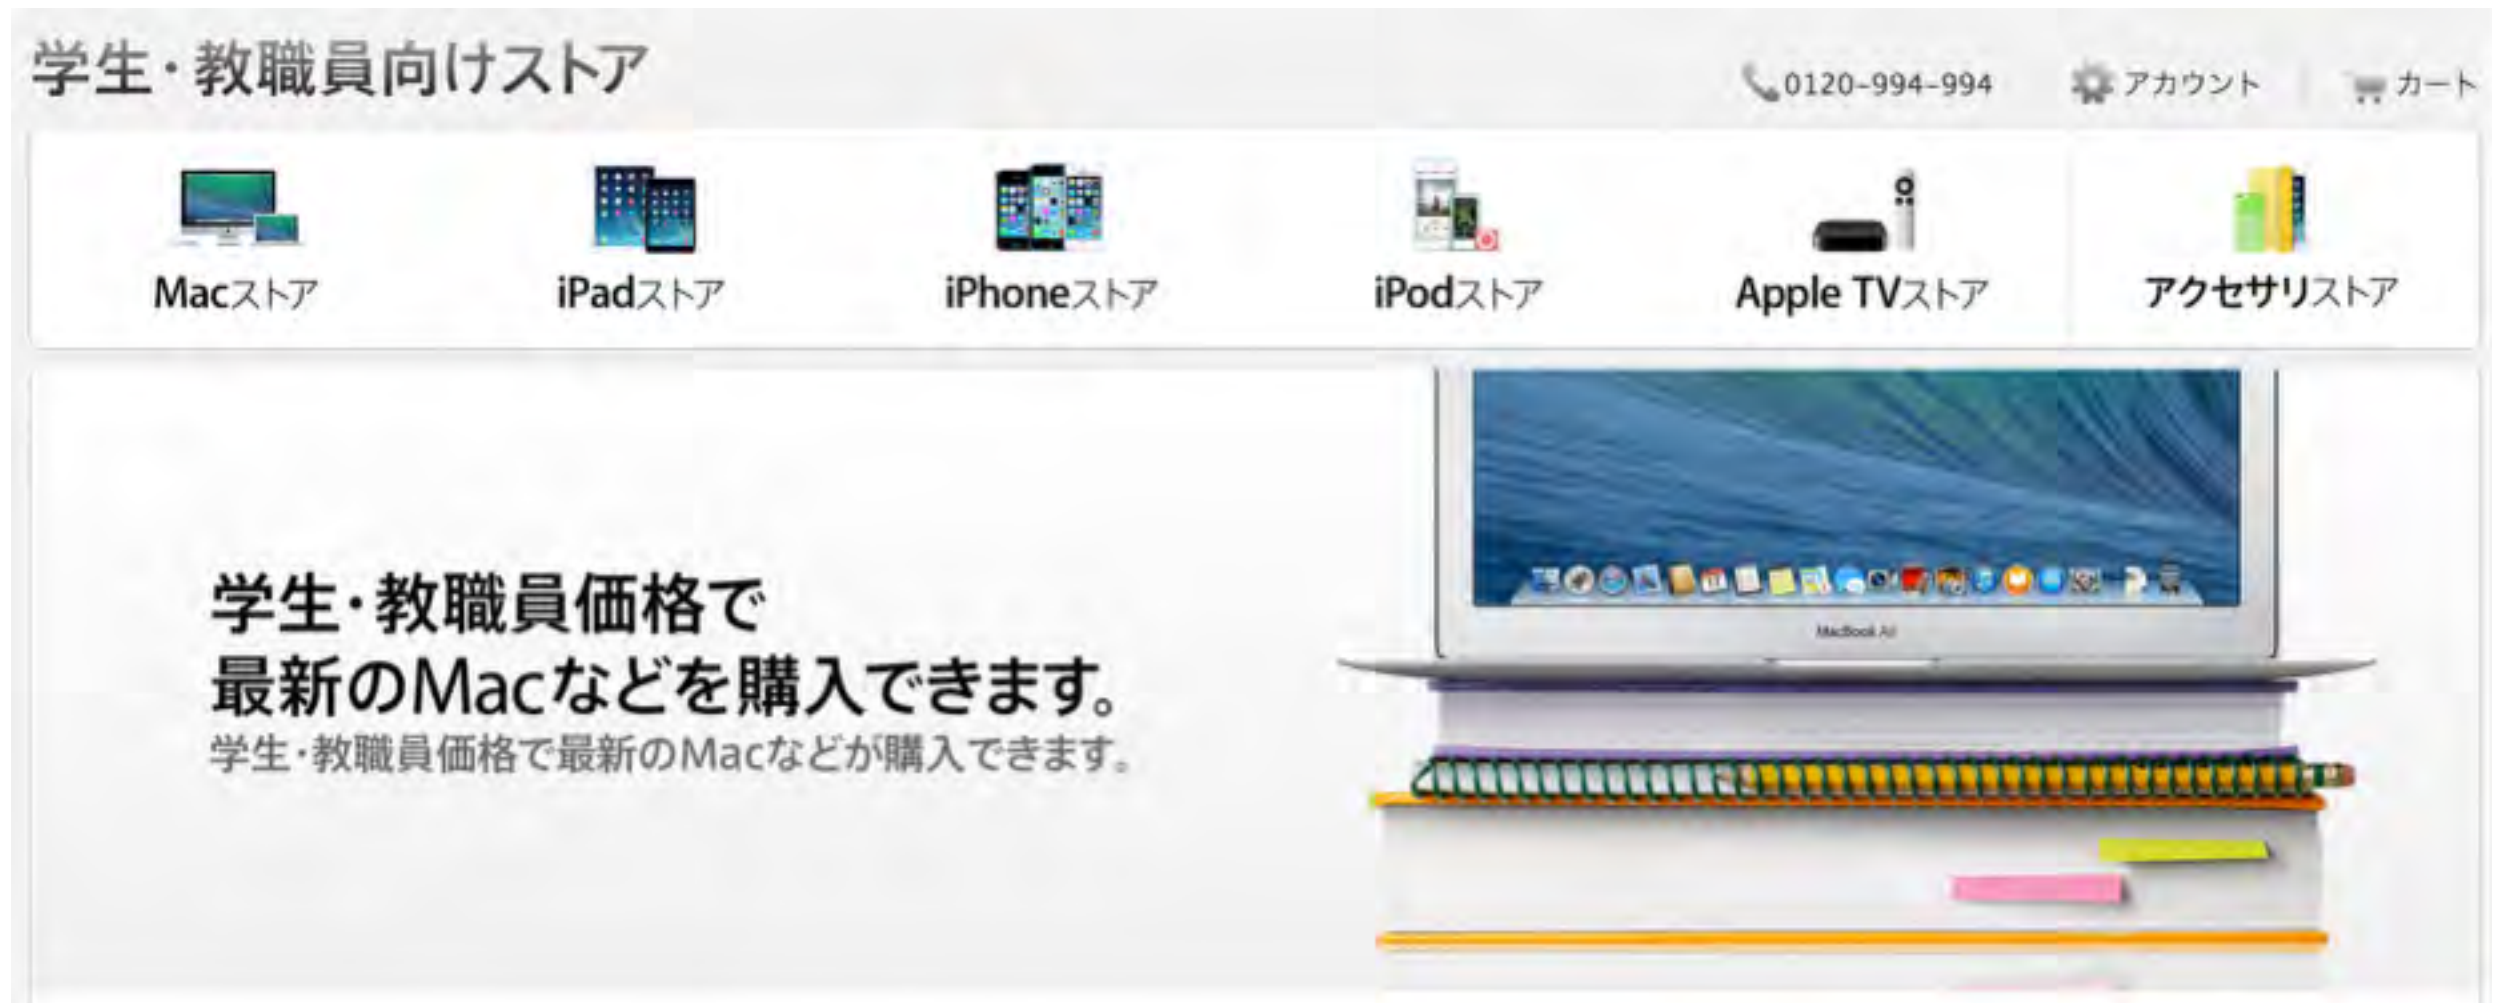 学生・教職員向けストア
0120-994-994 アカウント カート
Macストア iPadストア iPhoneストア iPodストア Apple TVストア アクセサリストア
学生・教職員価格で
最新のMacなどを購入できます。
学生・教職員価格で最新のMacなどが購入できます。
MacBook Air